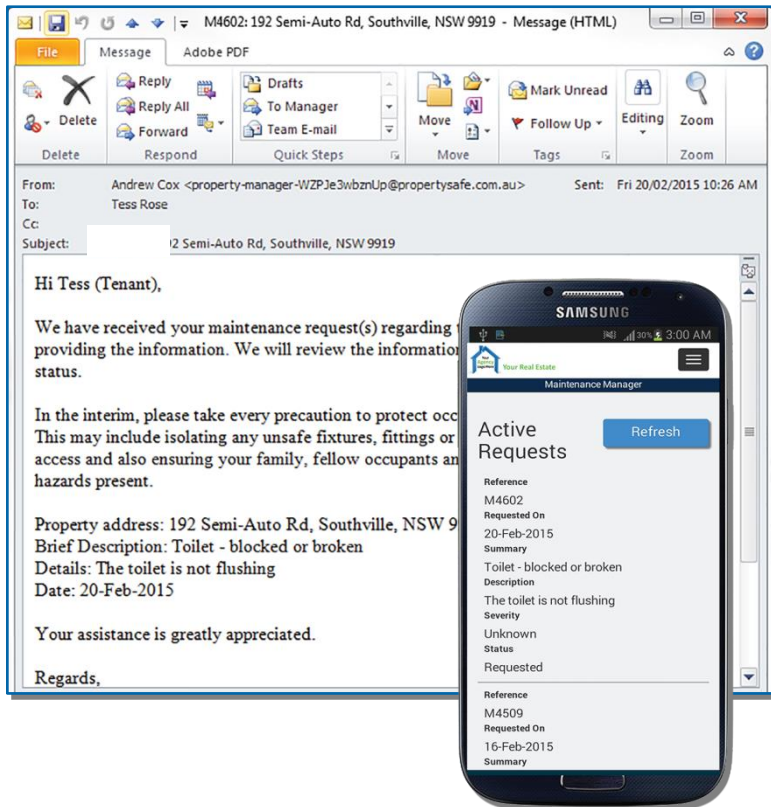 M4602: 192 Semi-Auto Rd, Southville, NSW 9919 - Message (HTML)
File Message Adobe PDF
Delete
Reply
Reply All
Forward
Drafts
To Manager
Team E-mail
Move
Mark Unread
Follow Up
Editing
Zoom
Delete Respond Quick Steps Move Tags Zoom
From: Andrew Cox <property-manager-WZPJe3wbznUp@propertysafe.com.au> Sent: Fri 20/02/2015 10:26 AM
To: Tess Rose
Cc:
Subject: 2 Semi-Auto Rd, Southville, NSW 9919
Hi Tess (Tenant),
We have received your maintenance request(s) regarding
providing the information. We will review the information
status.
In the interim, please take every precaution to protect occ
This may include isolating any unsafe fixtures, fittings or
access and also ensuring your family, fellow occupants an
hazards present.
Property address: 192 Semi-Auto Rd, Southville, NSW 9
Brief Description: Toilet - blocked or broken
Details: The toilet is not flushing
Date: 20-Feb-2015
Your assistance is greatly appreciated.
Regards,
SAMSUNG
30% 3:00 AM
Your Real Estate
Maintenance Manager
Active
Requests
Refresh
Reference
M4602
Requested On
20-Feb-2015
Summary
Toilet - blocked or broken
Description
The toilet is not flushing
Severity
Unknown
Status
Requested
Reference
M4509
Requested On
16-Feb-2015
Summary